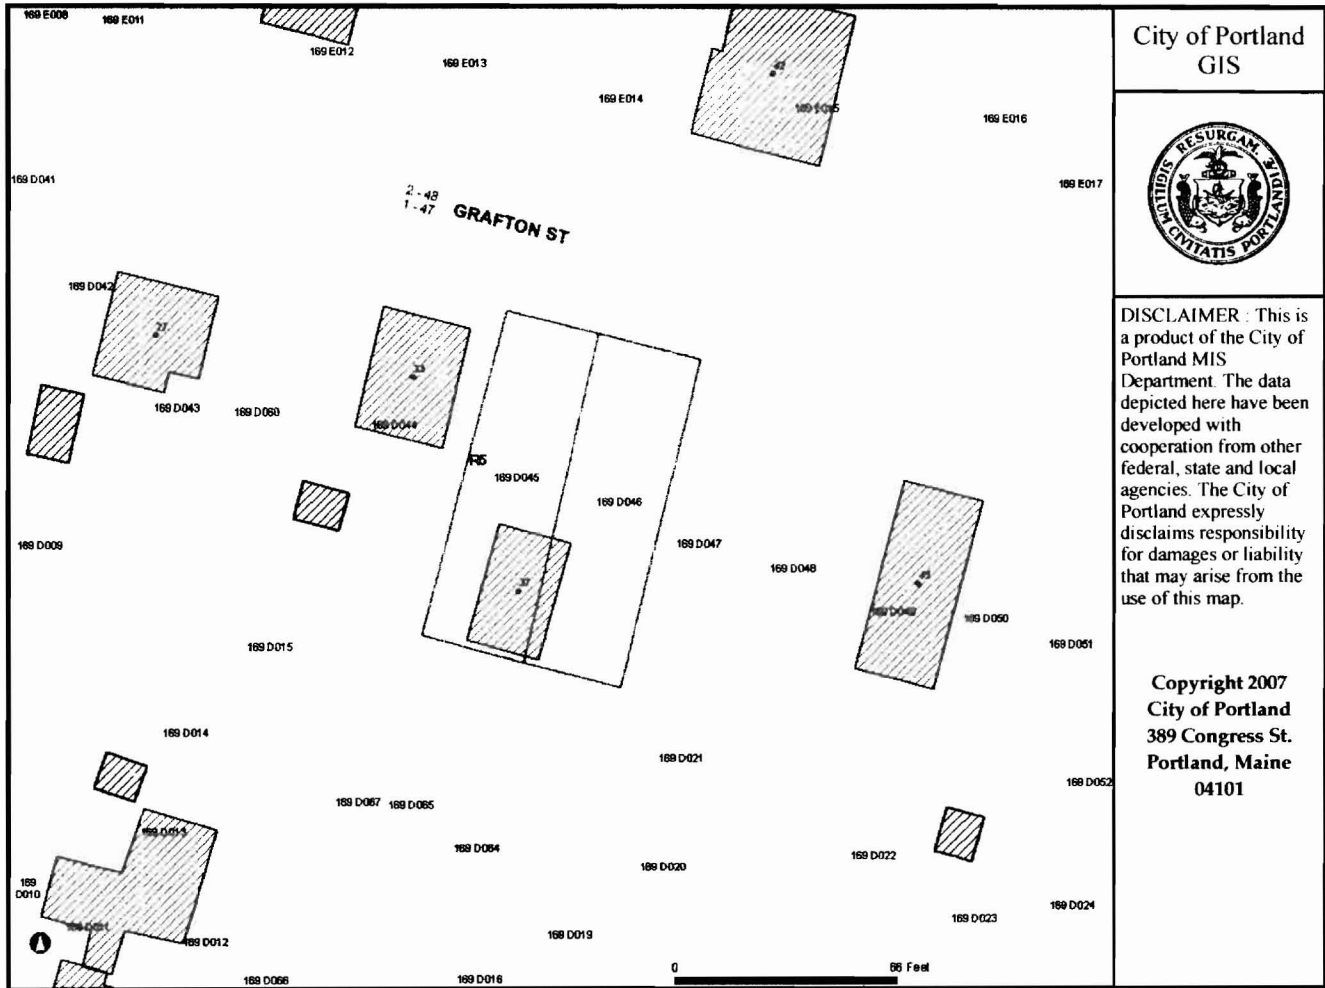 169 E008
169 E011
169 E012
169 E013
169 E014
42
169 E016
169 E017
169 D041
2 - 48
1 - 47
GRAFTON ST
169 D042
27
169 D043
169 D060
169 D044
R5
169 D045
169 D046
169 D047
169 D048
37
169 D050
169 D051
169 D009
169 D015
169 D014
169 D013
169 D021
169 D052
169 D067
169 D065
169 D064
169 D020
169 D022
169 D023
169 D024
169
D010
169 D012
169 D019
169 D066
169 D016
0
66 Feet
City of Portland
GIS
SIGILLUM CIVITATIS PORTLANDIÆ
RESURGAM.
DISCLAIMER : This is
a product of the City of
Portland MIS
Department. The data
depicted here have been
developed with
cooperation from other
federal, state and local
agencies. The City of
Portland expressly
disclaims responsibility
for damages or liability
that may arise from the
use of this map.
Copyright 2007
City of Portland
389 Congress St.
Portland, Maine
04101